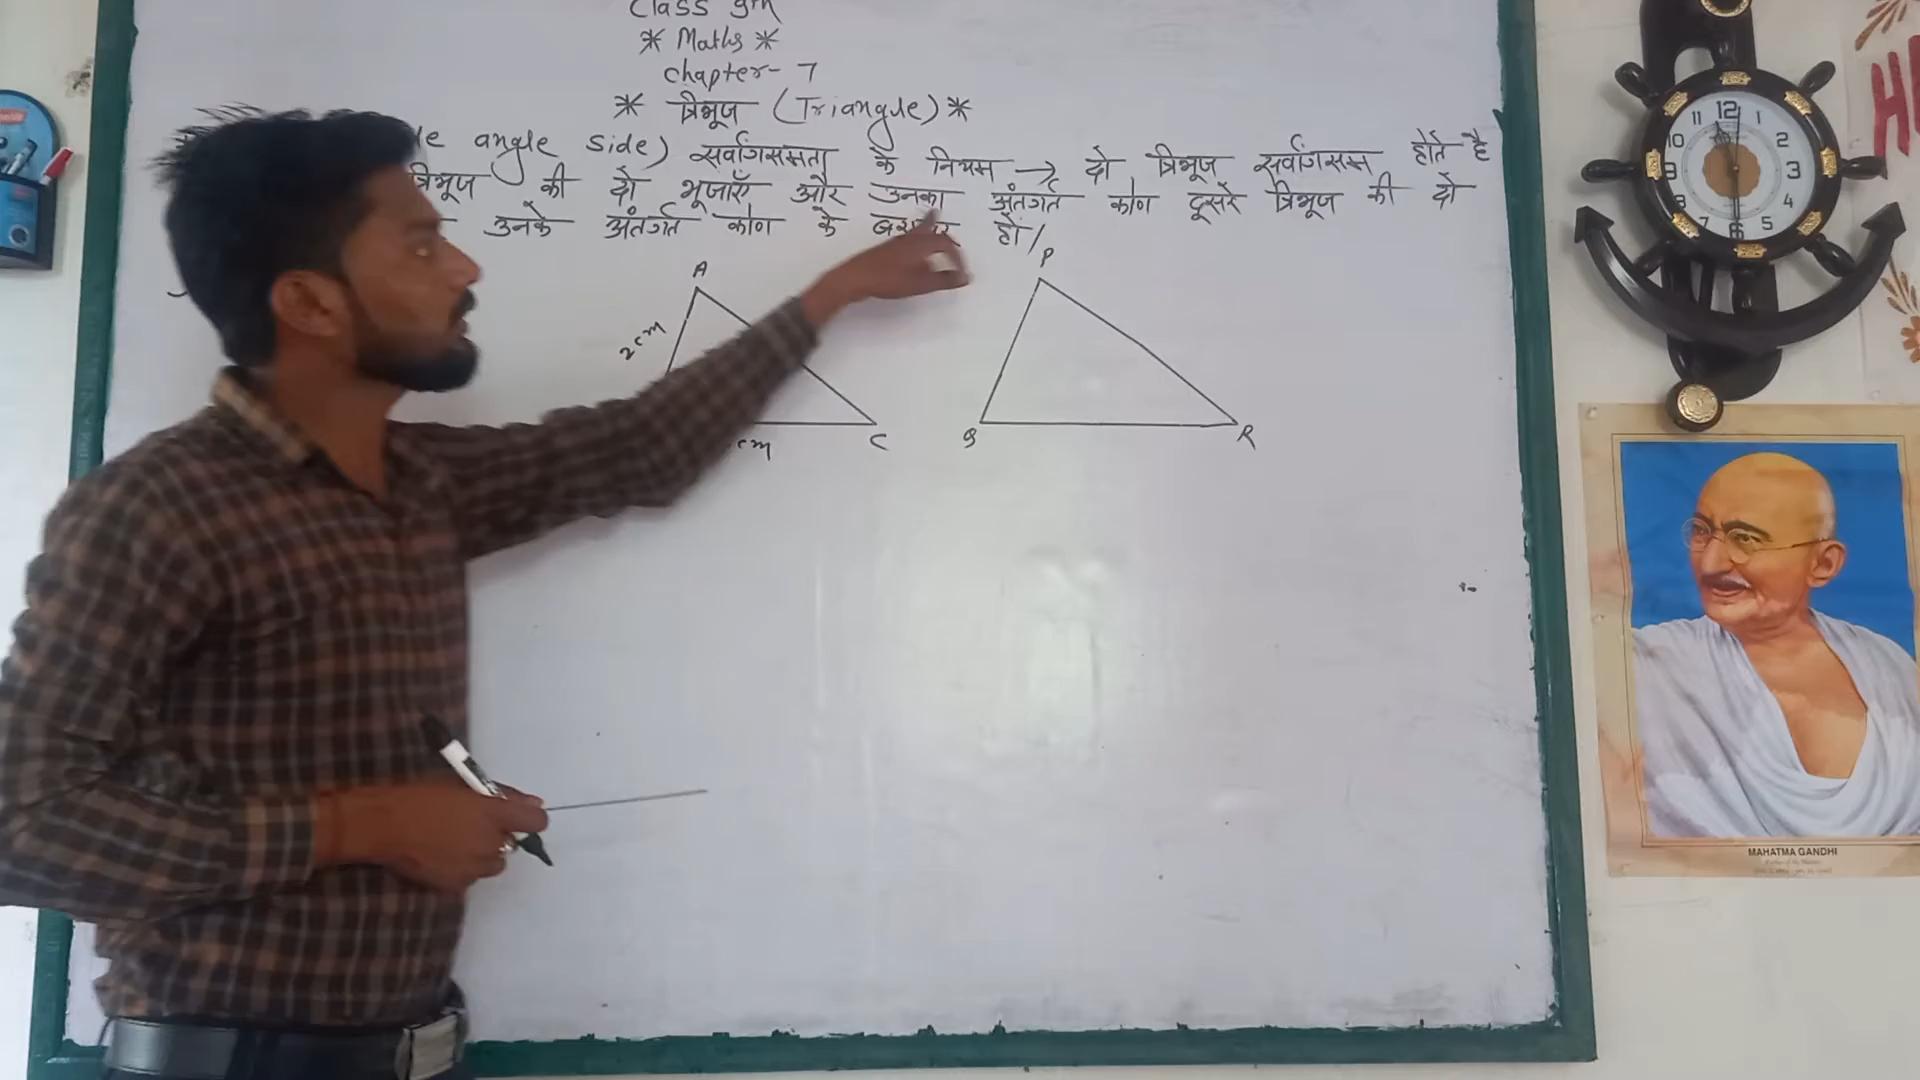 Class 9th
* Maths *
Chapter- 7
* त्रिभूज (Triangle) *
angle side) सर्वांगसमता के नियम → दो त्रिभूज सर्वांगसम होते है
त्रिभूज की दो भूजाएँ और उनका अंतर्गत कोण दूसरे त्रिभूज की दो
उनके अंतर्गत कोण के हों/
A
P
2cm
cm
C
Q
R
12
1
2
3
4
5
6
7
8
9
10
11
MAHATMA GANDHI